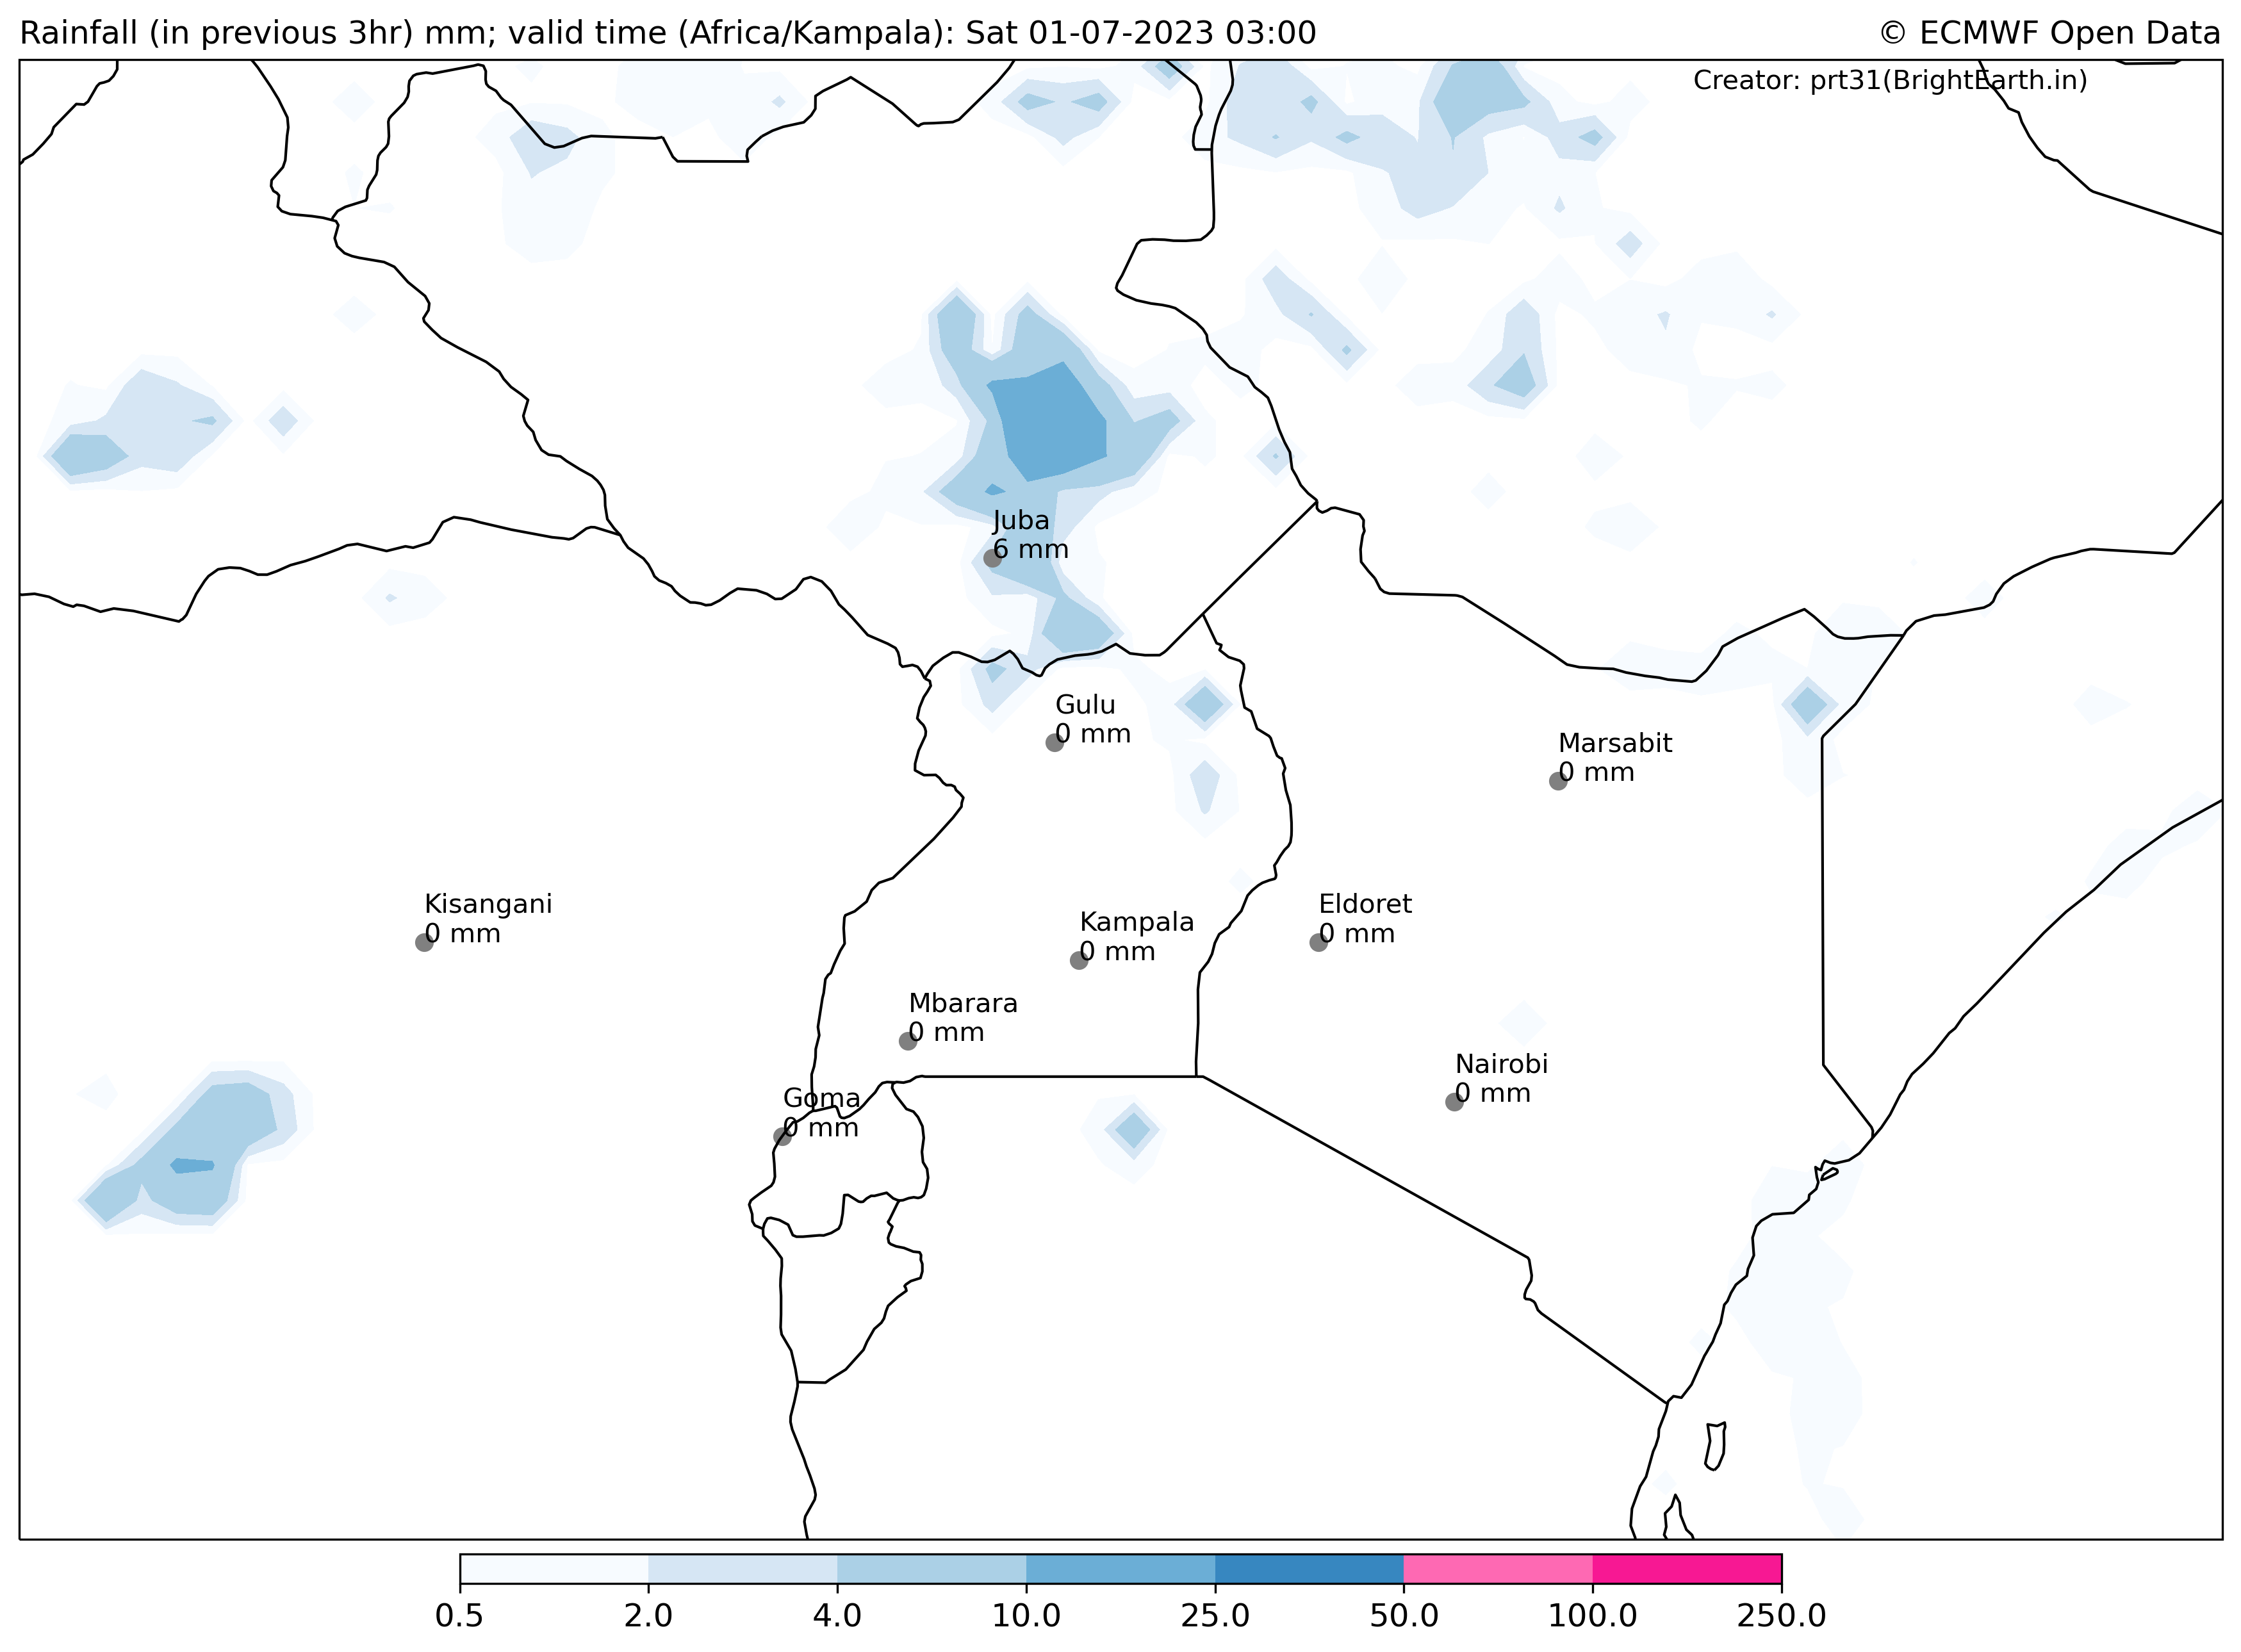 Rainfall (in previous 3hr) mm; valid time (Africa/Kampala): Sat 01-07-2023 03:00
© ECMWF Open Data
Creator: prt31(BrightEarth.in)
Juba
6 mm
Gulu
0 mm
Marsabit
0 mm
Kisangani
0 mm
Kampala
0 mm
Eldoret
0 mm
Mbarara
0 mm
Nairobi
0 mm
Goma
0 mm
0.5 2.0 4.0 10.0 25.0 50.0 100.0 250.0